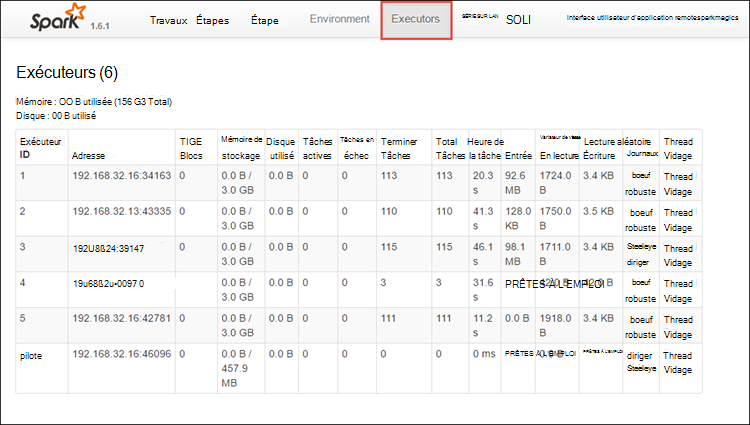 Spark 1.6.1 Travaux Étapes Étape Environment Executors SÉRIE SUR LAN SOLI Interface utilisateur d'application remotesparkmagics
Exécuteurs (6)
Mémoire : OO B utilisée (156 G3 Total)
Disque : 00 B utilisé
Exécuteur ID Adresse TIGE Blocs Mémoire de stockage Disque utilisé Tâches actives Tâches en échec Terminer Tâches Total Tâches Heure de la tâche Entrée En lecture Lecture aléatoire Écriture Journaux Thread Vidage
1 192.168.32.16:34163 0 0.0 B / 3.0 GB 0.0 B 0 0 113 113 20.3 s 92.6 MB 1724.0 B 3.4 KB boeuf robuste Thread Vidage
2 192.168.32.13:43335 0 0.0 B / 3.0 GB 0.0 B 0 0 110 110 41.3 s 128.0 KB 1750.0 B 3.5 KB boeuf robuste Thread Vidage
3 192U8ß24:39147 0 0.0 B / 3.0 GB 0.0 B 0 0 115 115 46.1 s 98.1 MB 1711.0 B 3.4 KB Steeleye diriger Thread Vidage
4 19u68ß2u•0097 0 0 0.0 B / 3.0 GB 0.0 B 0 0 3 3 31.6 s PRÊTES À L'EMPLOI boeuf robuste Thread Vidage
5 192.168.32.16:42781 0 0.0 B / 3.0 GB 0.0 B 0 0 111 111 11.2 s 0.0 B 1918.0 B 3.4 KB boeuf robuste Thread Vidage
pilote 192.168.32.16:46096 0 0.0 B / 457.9 MB 0.0 B 0 0 0 0 0 ms PRÊTES À L'EMPLOI PRÊTES À L'EMPLOI diriger Steeleye Thread Vidage